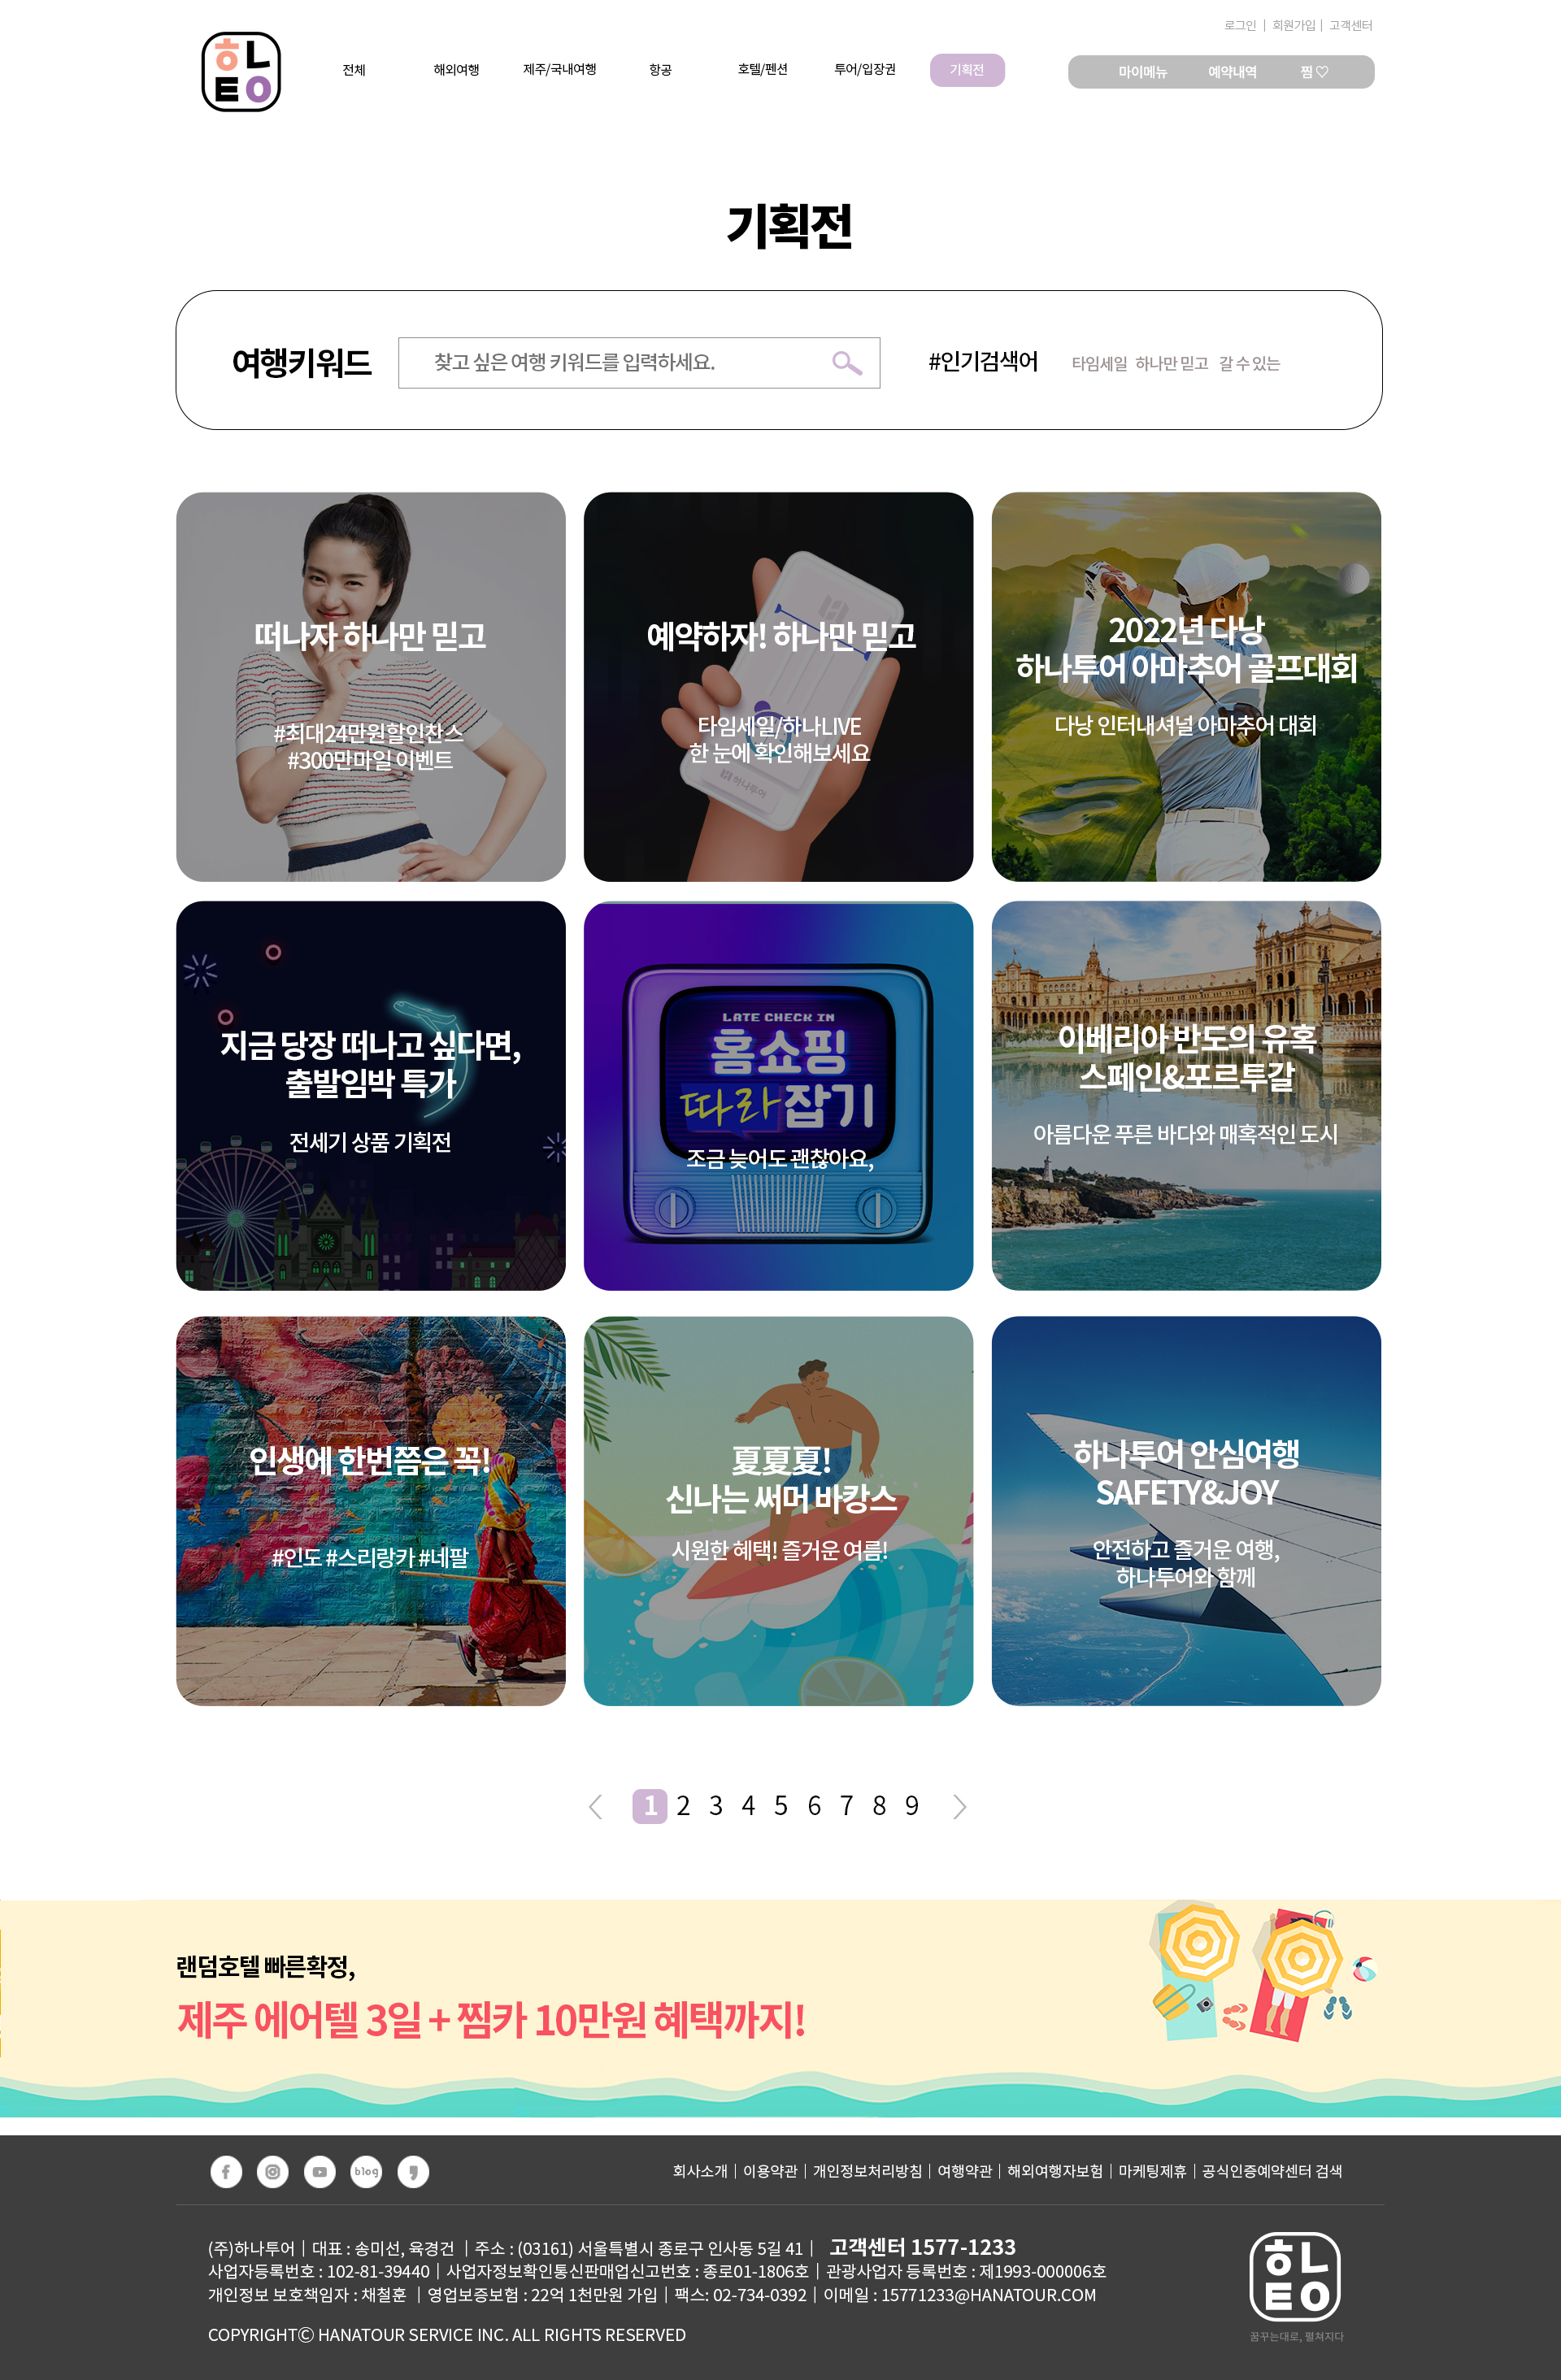 로그인 | 회원가입 | 고객센터
하나
투어
전체 해외여행 제주/국내여행 항공 호텔/펜션 투어/입장권 기획전
마이메뉴 예약내역 찜 ♡
기획전
여행키워드 찾고 싶은 여행 키워드를 입력하세요. #인기검색어 타임세일 하나만 믿고 갈 수 있는
떠나자 하나만 믿고
#최대24만원할인찬스
#300만마일 이벤트
예약하자! 하나만 믿고
타임세일/하나LIVE
한 눈에 확인해보세요
하나투어
2022년 다낭
하나투어 아마추어 골프대회
다낭 인터내셔널 아마추어 대회
지금 당장 떠나고 싶다면,
출발임박 특가
전세기 상품 기획전
LATE CHECK IN
홈쇼핑
따라잡기
조금 늦어도 괜찮아요,
이베리아 반도의 유혹
스페인&포르투갈
아름다운 푸른 바다와 매혹적인 도시
인생에 한번쯤은 꼭!
#인도 #스리랑카 #네팔
夏夏夏!
신나는 써머 바캉스
시원한 혜택! 즐거운 여름!
하나투어 안심여행
SAFETY&JOY
안전하고 즐거운 여행,
하나투어와 함께
1 2 3 4 5 6 7 8 9
랜덤호텔 빠른확정,
제주 에어텔 3일 + 찜카 10만원 혜택까지!
blog
회사소개 | 이용약관 | 개인정보처리방침 | 여행약관 | 해외여행자보험 | 마케팅제휴 | 공식인증예약센터 검색
(주)하나투어 | 대표 : 송미선, 육경건 | 주소 : (03161) 서울특별시 종로구 인사동 5길 41 | 고객센터 1577-1233
사업자등록번호 : 102-81-39440 | 사업자정보확인통신판매업신고번호 : 종로01-1806호 | 관광사업자 등록번호 : 제1993-000006호
개인정보 보호책임자 : 채철훈 | 영업보증보험 : 22억 1천만원 가입 | 팩스: 02-734-0392 | 이메일 : 15771233@HANATOUR.COM
COPYRIGHTⒸ HANATOUR SERVICE INC. ALL RIGHTS RESERVED
꿈꾸는대로, 펼쳐지다